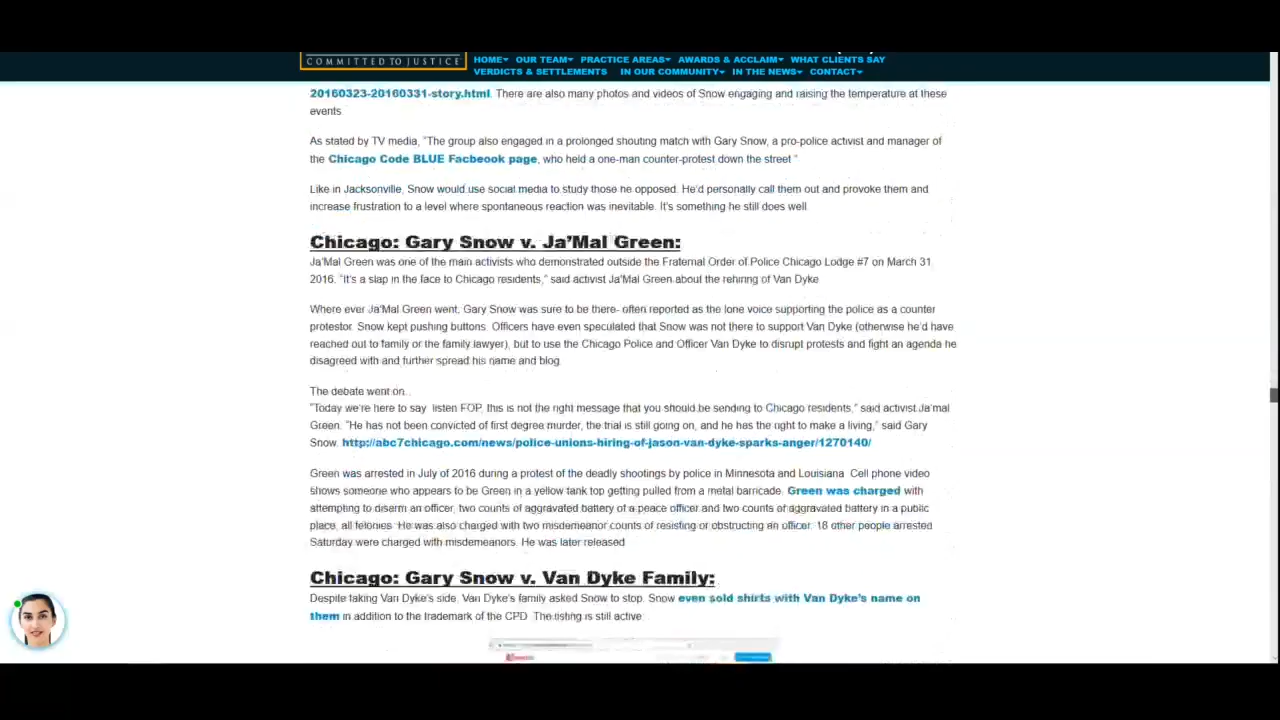 COMMITTED TO JUSTICE
HOME OUR TEAM PRACTICE AREAS AWARDS & ACCLAIM WHAT CLIENTS SAY
VERDICTS & SETTLEMENTS IN OUR COMMUNITY IN THE NEWS CONTACT
20160323-20160331-story.html. There are also many photos and videos of Snow engaging and raising the temperature at these
events.
As stated by TV media, "The group also engaged in a prolonged shouting match with Gary Snow, a pro-police activist and manager of
the Chicago Code BLUE Facbeook page, who held a one-man counter-protest down the street."
Like in Jacksonville, Snow would use social media to study those he opposed. He'd personally call them out and provoke them and
increase frustration to a level where spontaneous reaction was inevitable. It's something he still does well.
Chicago: Gary Snow v. Ja'Mal Green:
Ja'Mal Green was one of the main activists who demonstrated outside the Fraternal Order of Police Chicago Lodge #7 on March 31
2016. "It's a slap in the face to Chicago residents," said activist Ja'Mal Green about the rehiring of Van Dyke
Where ever Ja'Mal Green went, Gary Snow was sure to be there- often reported as the lone voice supporting the police as a counter
protestor. Snow kept pushing buttons. Officers have even speculated that Snow was not there to support Van Dyke (otherwise he'd have
reached out to family or the family lawyer), but to use the Chicago Police and Officer Van Dyke to disrupt protests and fight an agenda he
disagreed with and further spread his name and blog.
The debate went on...
"Today we're here to say, listen FOP, this is not the right message that you should be sending to Chicago residents," said activist Ja'mal
Green. "He has not been convicted of first degree murder, the trial is still going on, and he has the right to make a living," said Gary
Snow. http://abc7chicago.com/news/police-unions-hiring-of-jason-van-dyke-sparks-anger/1270140/
Green was arrested in July of 2016 during a protest of the deadly shootings by police in Minnesota and Louisiana. Cell phone video
shows someone who appears to be Green in a yellow tank top getting pulled from a metal barricade. Green was charged with
attempting to disarm an officer, two counts of aggravated battery of a peace officer and two counts of aggravated battery in a public
place, all felonies. He was also charged with two misdemeanor counts of resisting or obstructing an officer. 18 other people arrested
Saturday were charged with misdemeanors. He was later released
Chicago: Gary Snow v. Van Dyke Family:
Despite taking Van Dyke's side, Van Dyke's family asked Snow to stop. Snow even sold shirts with Van Dyke's name on
them in addition to the trademark of the CPD. The listing is still active.